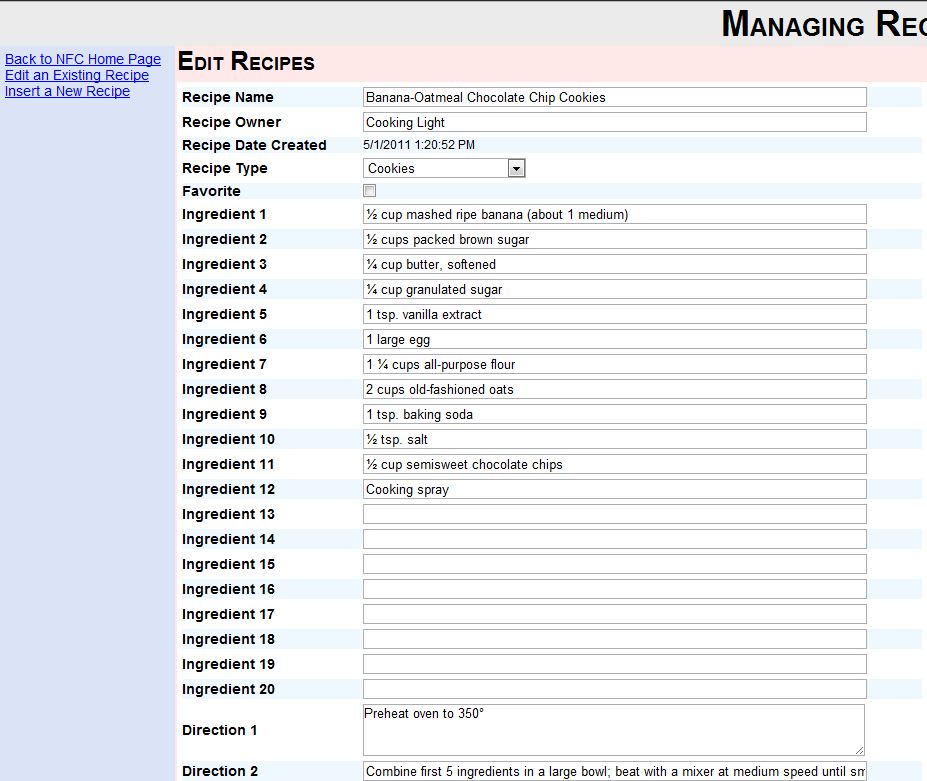 MANAGING
Back to NFC Home Page
Edit an Existing Recipe
Insert a New Recipe
EDIT RECIPES
Recipe Name Banana-Oatmeal Chocolate Chip Cookies
Recipe Owner Cooking Light
Recipe Date Created 5/1/2011 1:20:52 PM
Recipe Type Cookies
Favorite
Ingredient 1 ½ cup mashed ripe banana (about 1 medium)
Ingredient 2 ½ cups packed brown sugar
Ingredient 3 ¼ cup butter, softened
Ingredient 4 ¼ cup granulated sugar
Ingredient 5 1 tsp. vanilla extract
Ingredient 6 1 large egg
Ingredient 7 1 ¼ cups all-purpose flour
Ingredient 8 2 cups old-fashioned oats
Ingredient 9 1 tsp. baking soda
Ingredient 10 ½ tsp. salt
Ingredient 11 ½ cup semisweet chocolate chips
Ingredient 12 Cooking spray
Ingredient 13
Ingredient 14
Ingredient 15
Ingredient 16
Ingredient 17
Ingredient 18
Ingredient 19
Ingredient 20
Direction 1 Preheat oven to 350°
Direction 2 Combine first 5 ingredients in a large bowl; beat with a mixer at medium speed until